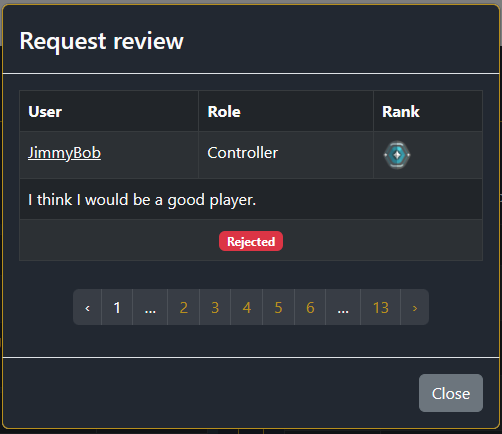 Request review
User Role Rank
JimmyBob Controller
I think I would be a good player.
Rejected
‹ 1 ... 2 3 4 5 6 ... 13 ›
Close